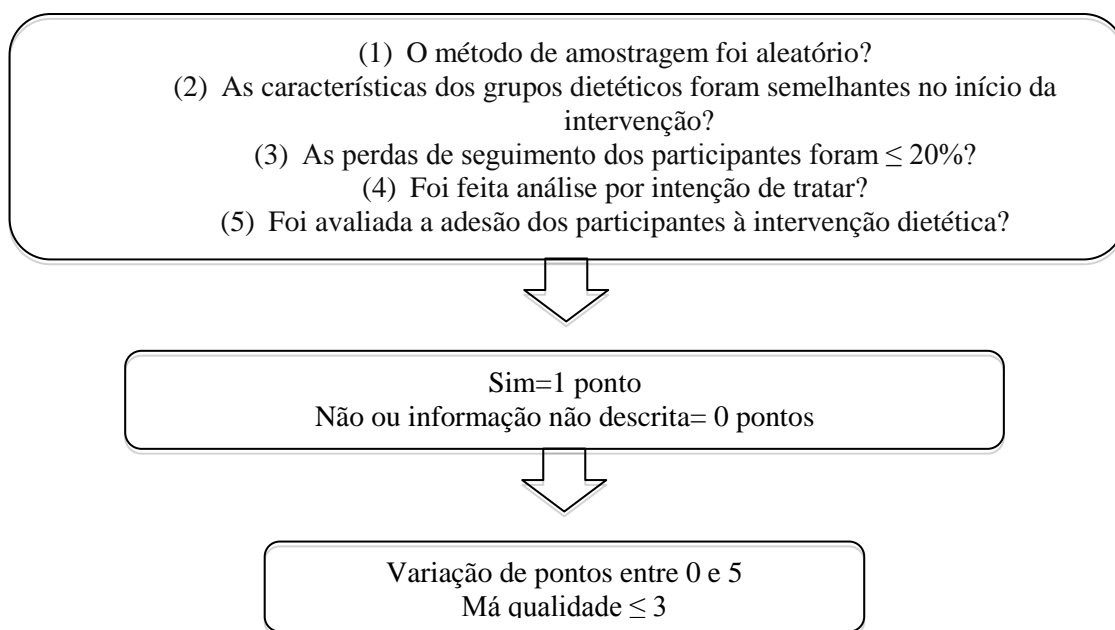 (1) O método de amostragem foi aleatório?
(2) As características dos grupos dietéticos foram semelhantes no início da
intervenção?
(3) As perdas de seguimento dos participantes foram ≤ 20%?
(4) Foi feita análise por intenção de tratar?
(5) Foi avaliada a adesão dos participantes à intervenção dietética?
Sim=1 ponto
Não ou informação não descrita= 0 pontos
Variação de pontos entre 0 e 5
Má qualidade ≤ 3